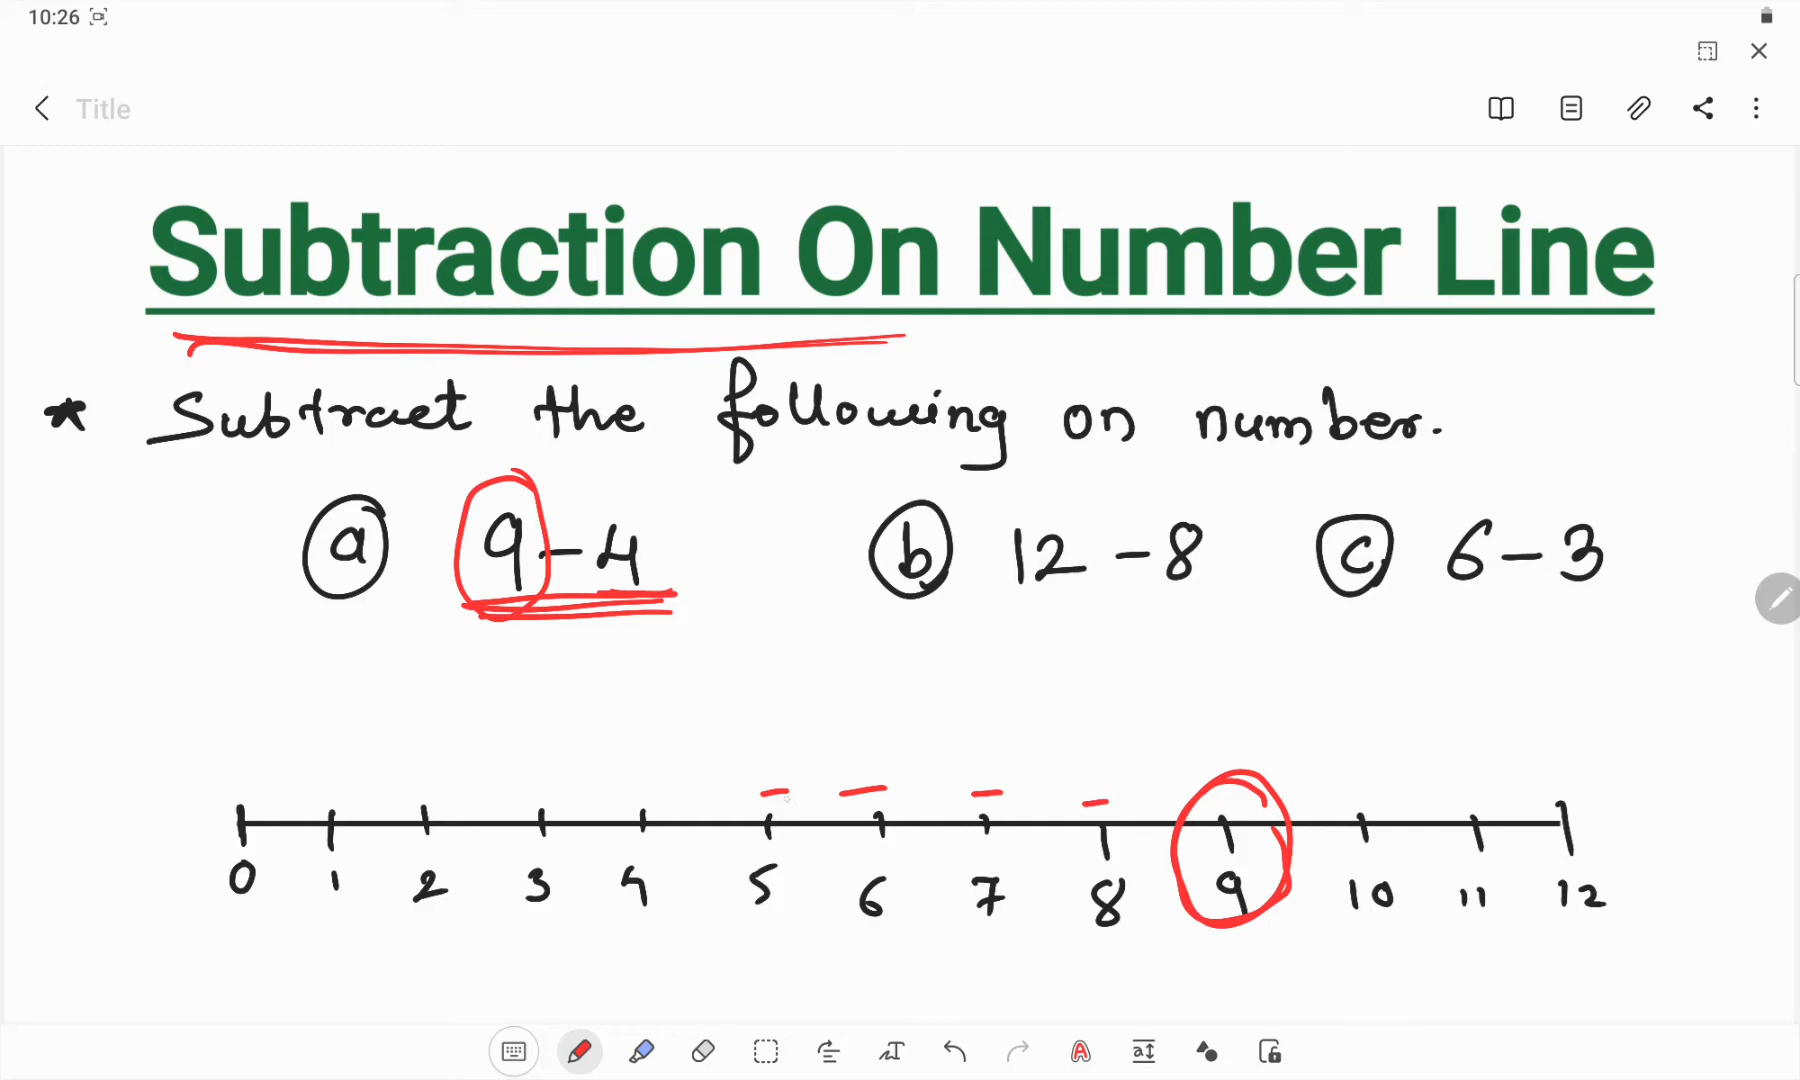 10:26
Title
Subtraction On Number Line
* Subtract the following on number.
a 9-4 b 12-8 c 6-3
0 1 2 3 4 5 6 7 8 9 10 11 12